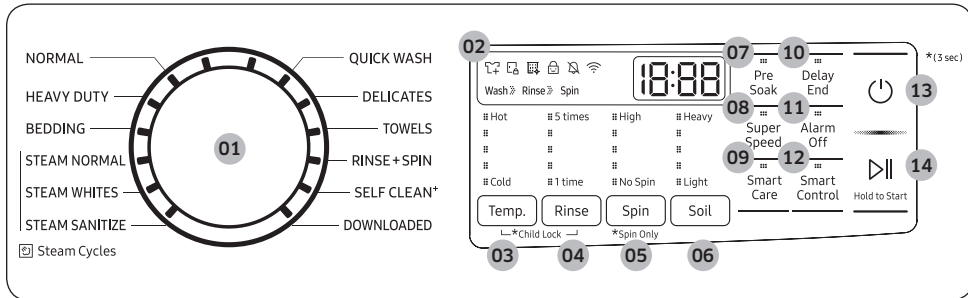 NORMAL
HEAVY DUTY
BEDDING
STEAM NORMAL
STEAM WHITES
STEAM SANITIZE
Steam Cycles
01
QUICK WASH
DELICATES
TOWELS
RINSE+SPIN
SELF CLEAN+
DOWNLOADED
02
Wash Rinse Spin
18:88
Hot 5 times High Heavy
Cold 1 time No Spin Light
Temp. Rinse Spin Soil
*Child Lock *Spin Only
03 04 05 06
07 10
Pre Soak
Delay End
08 11
Super Speed
Alarm Off
09 12
Smart Care
Smart Control
*(3 sec)
13
14
Hold to Start